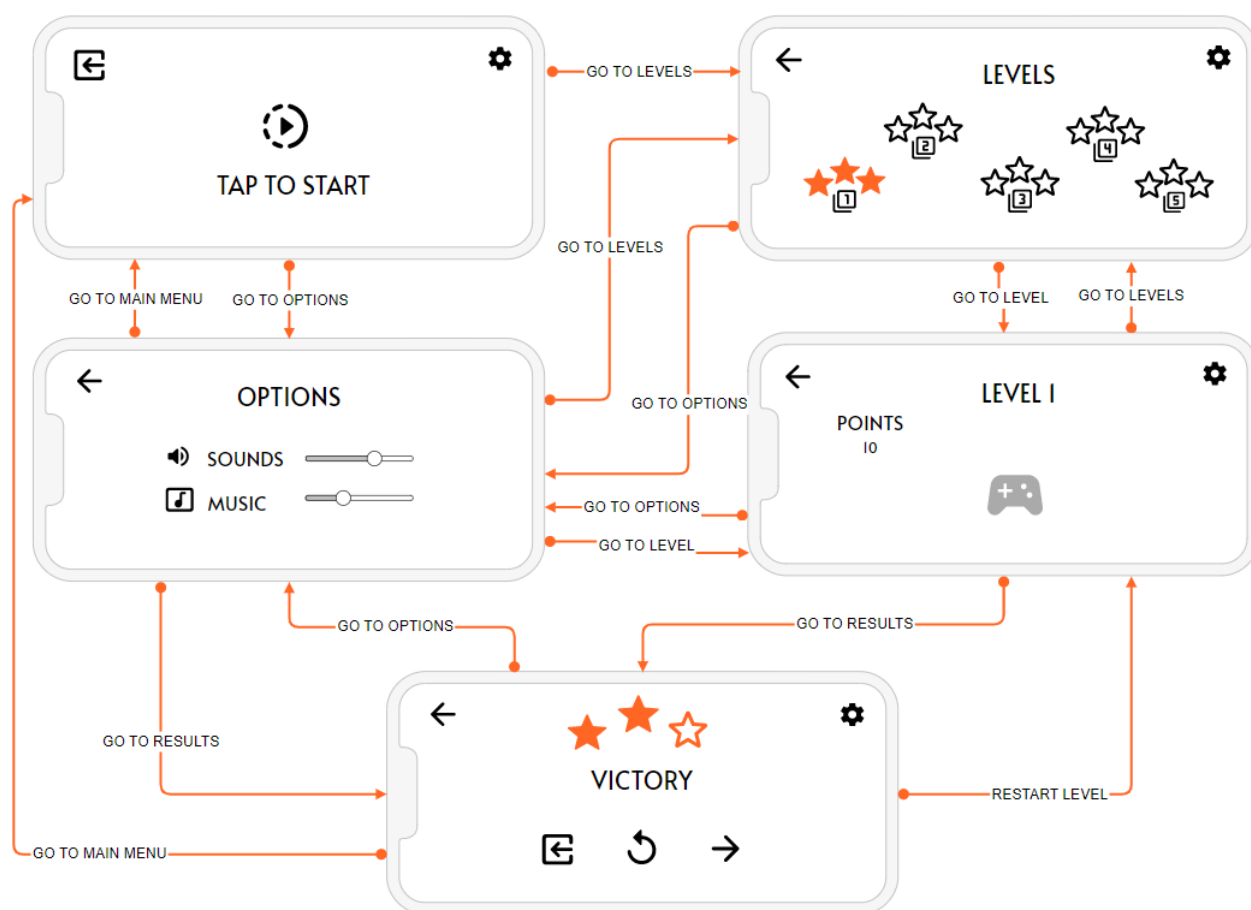 GO TO LEVELS
LEVELS
2
4
1
3
5
TAP TO START
GO TO LEVELS
GO TO MAIN MENU
GO TO OPTIONS
GO TO LEVEL
GO TO LEVELS
OPTIONS
SOUNDS
MUSIC
GO TO OPTIONS
LEVEL 1
POINTS
10
GO TO OPTIONS
GO TO LEVEL
GO TO OPTIONS
GO TO RESULTS
GO TO RESULTS
VICTORY
RESTART LEVEL
GO TO MAIN MENU